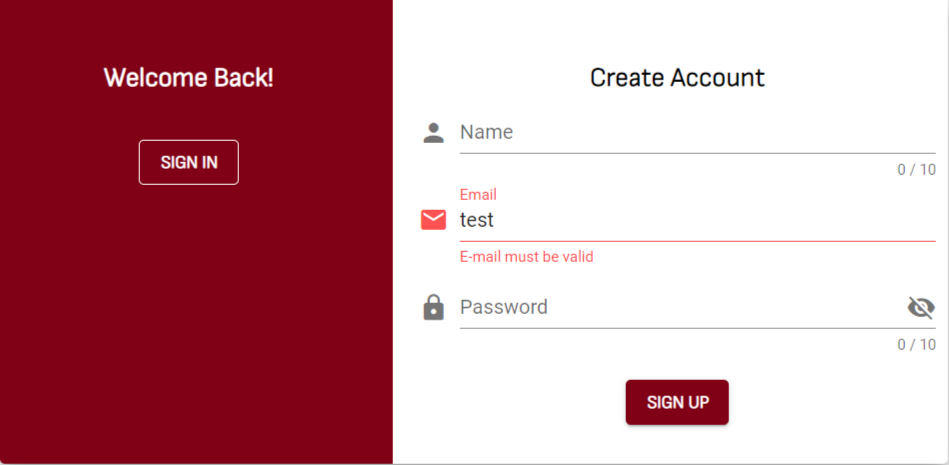 Welcome Back!
SIGN IN
Create Account
Name
0 / 10
Email
test
E-mail must be valid
Password
0 / 10
SIGN UP